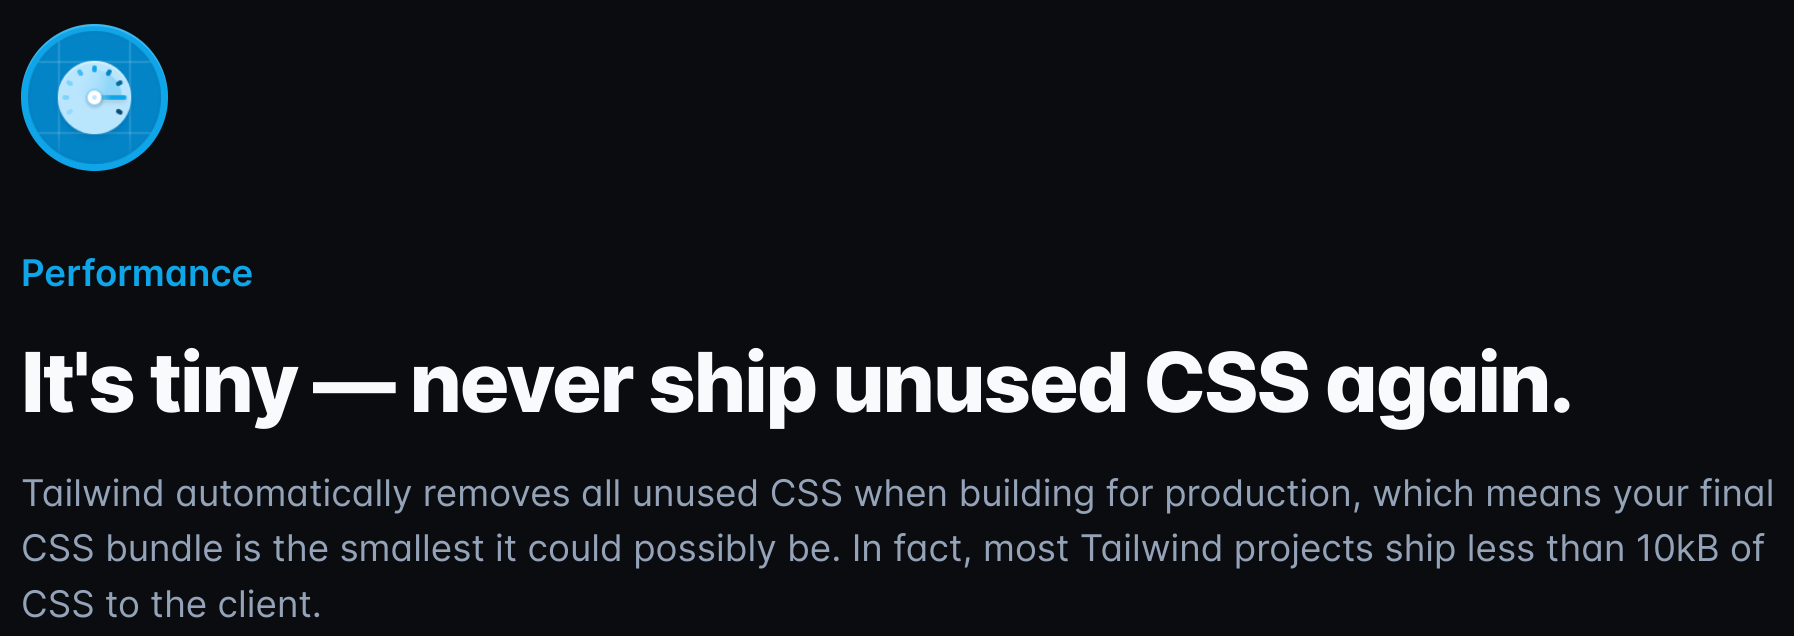 Performance
It's tiny — never ship unused CSS again.
Tailwind automatically removes all unused CSS when building for production, which means your final
CSS bundle is the smallest it could possibly be. In fact, most Tailwind projects ship less than 10kB of
CSS to the client.